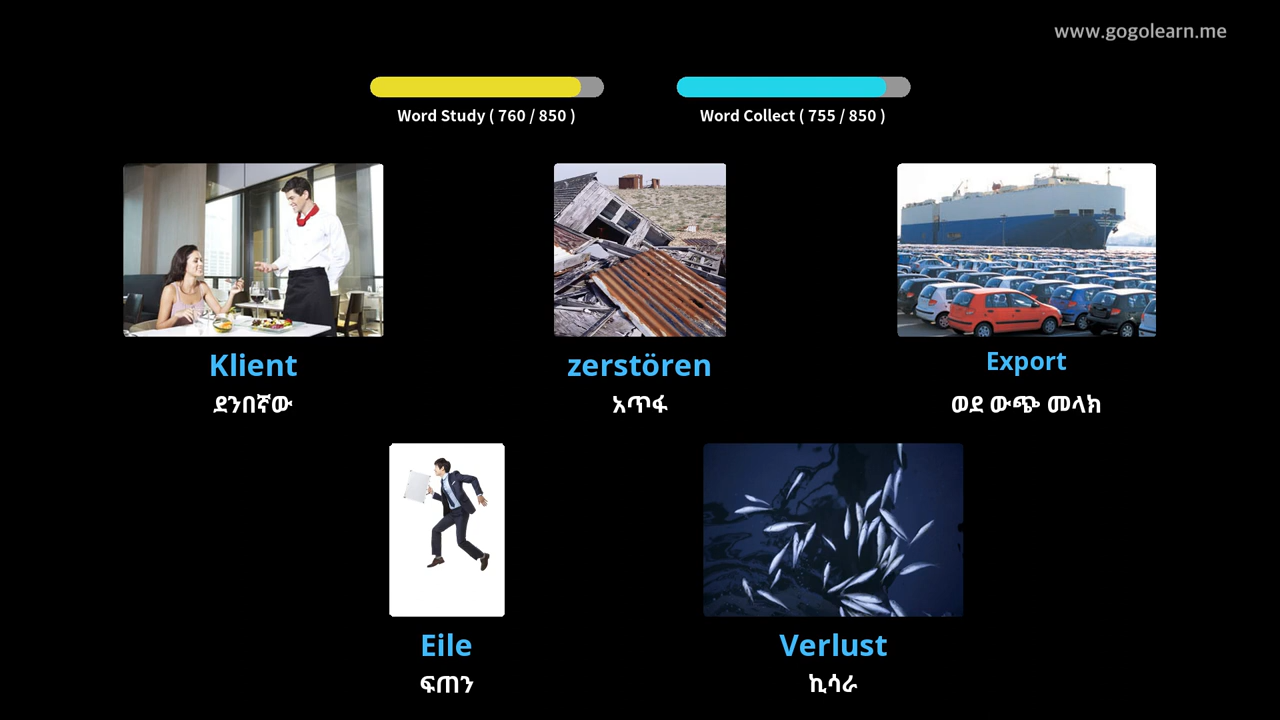 www.gogolearn.me
Word Study ( 760 / 850 )
Word Collect ( 755 / 850 )
Klient
ደንበኛው
zerstören
አጥፋ
Export
ወደ ውጭ መላክ
Eile
ፍጠን
Verlust
ኪሳራ